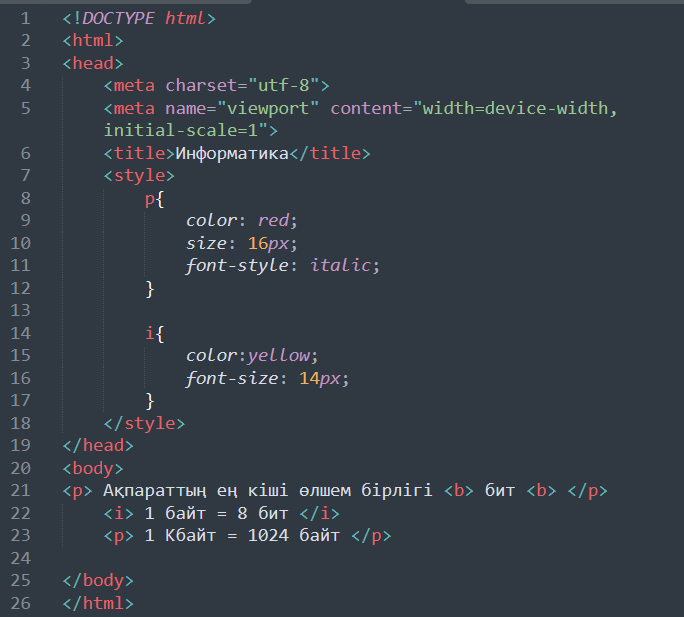 1 <!DOCTYPE html>
2 <html>
3 <head>
4 <meta charset="utf-8">
5 <meta name="viewport" content="width=device-width,
initial-scale=1">
6 <title>Информатика</title>
7 <style>
8 p{
9 color: red;
10 size: 16px;
11 font-style: italic;
12 }
13
14 i{
15 color:yellow;
16 font-size: 14px;
17 }
18 </style>
19 </head>
20 <body>
21 <p> Ақпараттың ең кіші өлшем бірлігі <b> бит <b> </p>
22 <i> 1 байт = 8 бит </i>
23 <p> 1 Кбайт = 1024 байт </p>
24
25 </body>
26 </html>